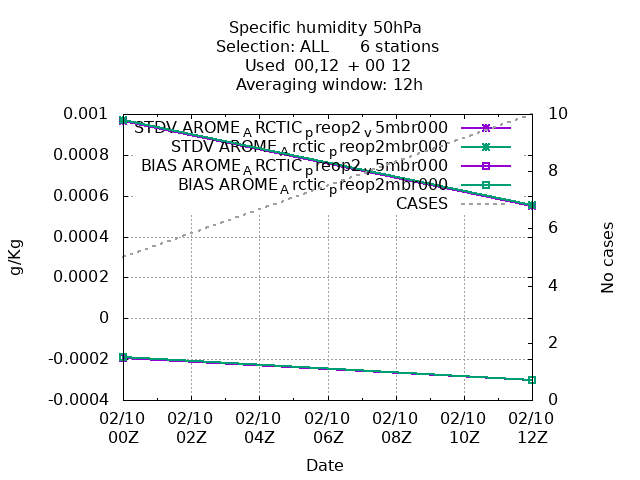 Specific humidity 50hPa
Selection: ALL 6 stations
Used 00,12 + 00 12
Averaging window: 12h
STDV AROME_ARCTIC_preop2_v5mbr000
STDV AROME_Arctic_preop2mbr000
BIAS AROME_ARCTIC_preop2_v5mbr000
BIAS AROME_Arctic_preop2mbr000
CASES
0.001
0.0008
0.0006
0.0004
0.0002
0
-0.0002
-0.0004
g/Kg
10
8
6
4
2
0
No cases
02/10 02/10 02/10 02/10 02/10 02/10 02/10
00Z 02Z 04Z 06Z 08Z 10Z 12Z
Date